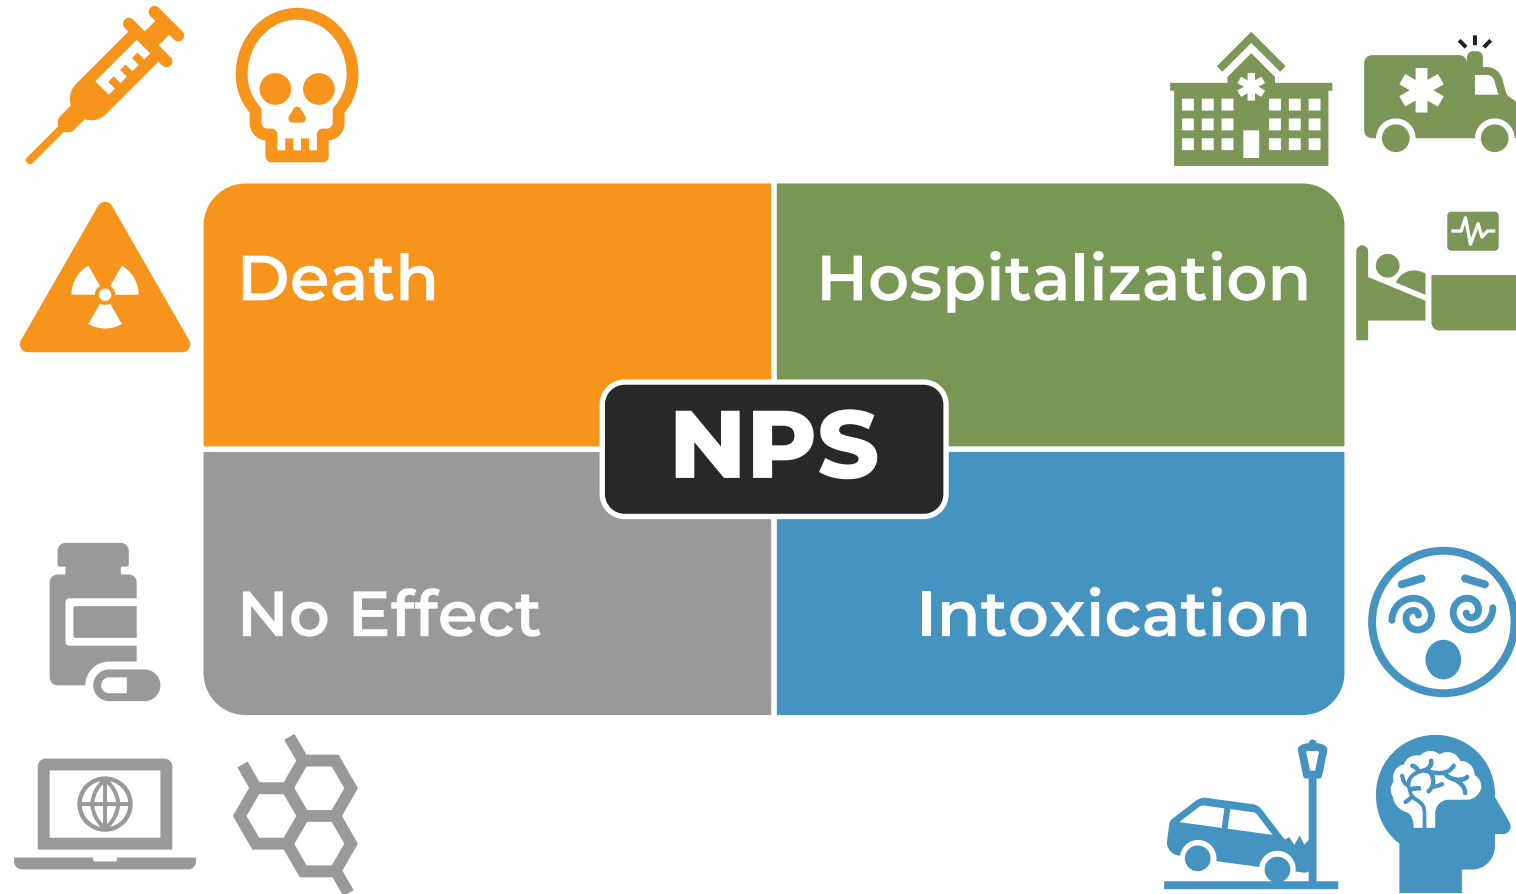 Death
Hospitalization
NPS
No Effect
Intoxication